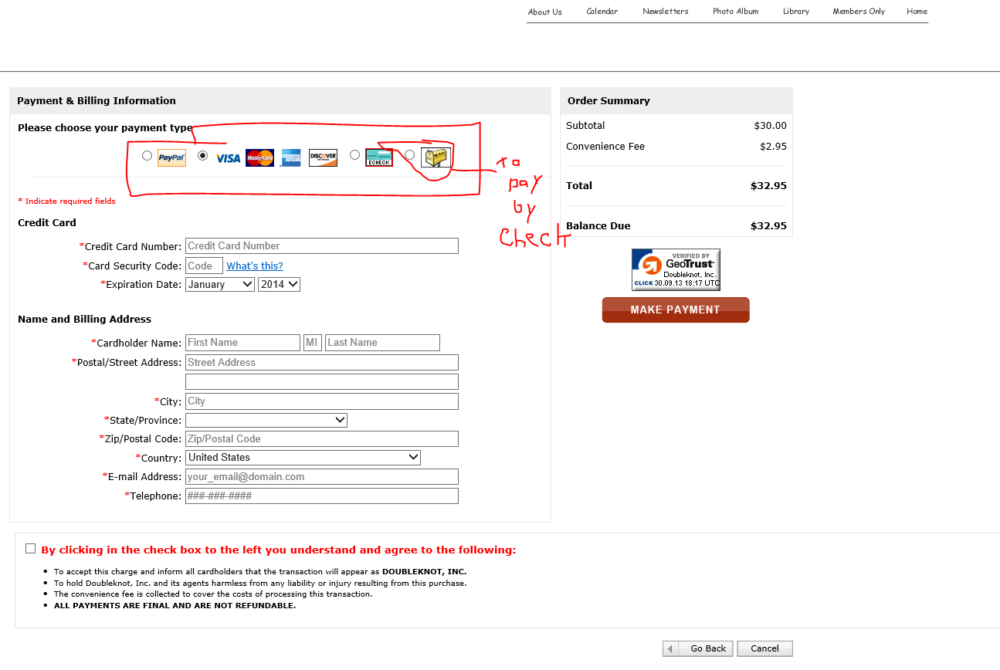 About Us Calendar Newsletters Photo Album Library Members Only Home
Payment & Billing Information
Please choose your payment type
PayPal VISA MasterCard AMERICAN EXPRESS DISCOVER NETWORK ECHECK MAIL
to
pay
by
check
* Indicate required fields
Credit Card
*Credit Card Number: Credit Card Number
*Card Security Code: Code What's this?
*Expiration Date: January 2014
Name and Billing Address
*Cardholder Name: First Name MI Last Name
*Postal/Street Address: Street Address
*City: City
*State/Province:
*Zip/Postal Code: Zip/Postal Code
*Country: United States
*E-mail Address: your_email@domain.com
*Telephone: ###-###-####
Order Summary
Subtotal $30.00
Convenience Fee $2.95
Total $32.95
Balance Due $32.95
VERIFIED BY
GeoTrust
Doubleknot, Inc.
CLICK 30.09.13 18:17 UTC
MAKE PAYMENT
By clicking in the check box to the left you understand and agree to the following:
• To accept this charge and inform all cardholders that the transaction will appear as DOUBLEKNOT, INC.
• To hold Doubleknot, Inc. and its agents harmless from any liability or injury resulting from this purchase.
• The convenience fee is collected to cover the costs of processing this transaction.
• ALL PAYMENTS ARE FINAL AND ARE NOT REFUNDABLE.
Go Back Cancel